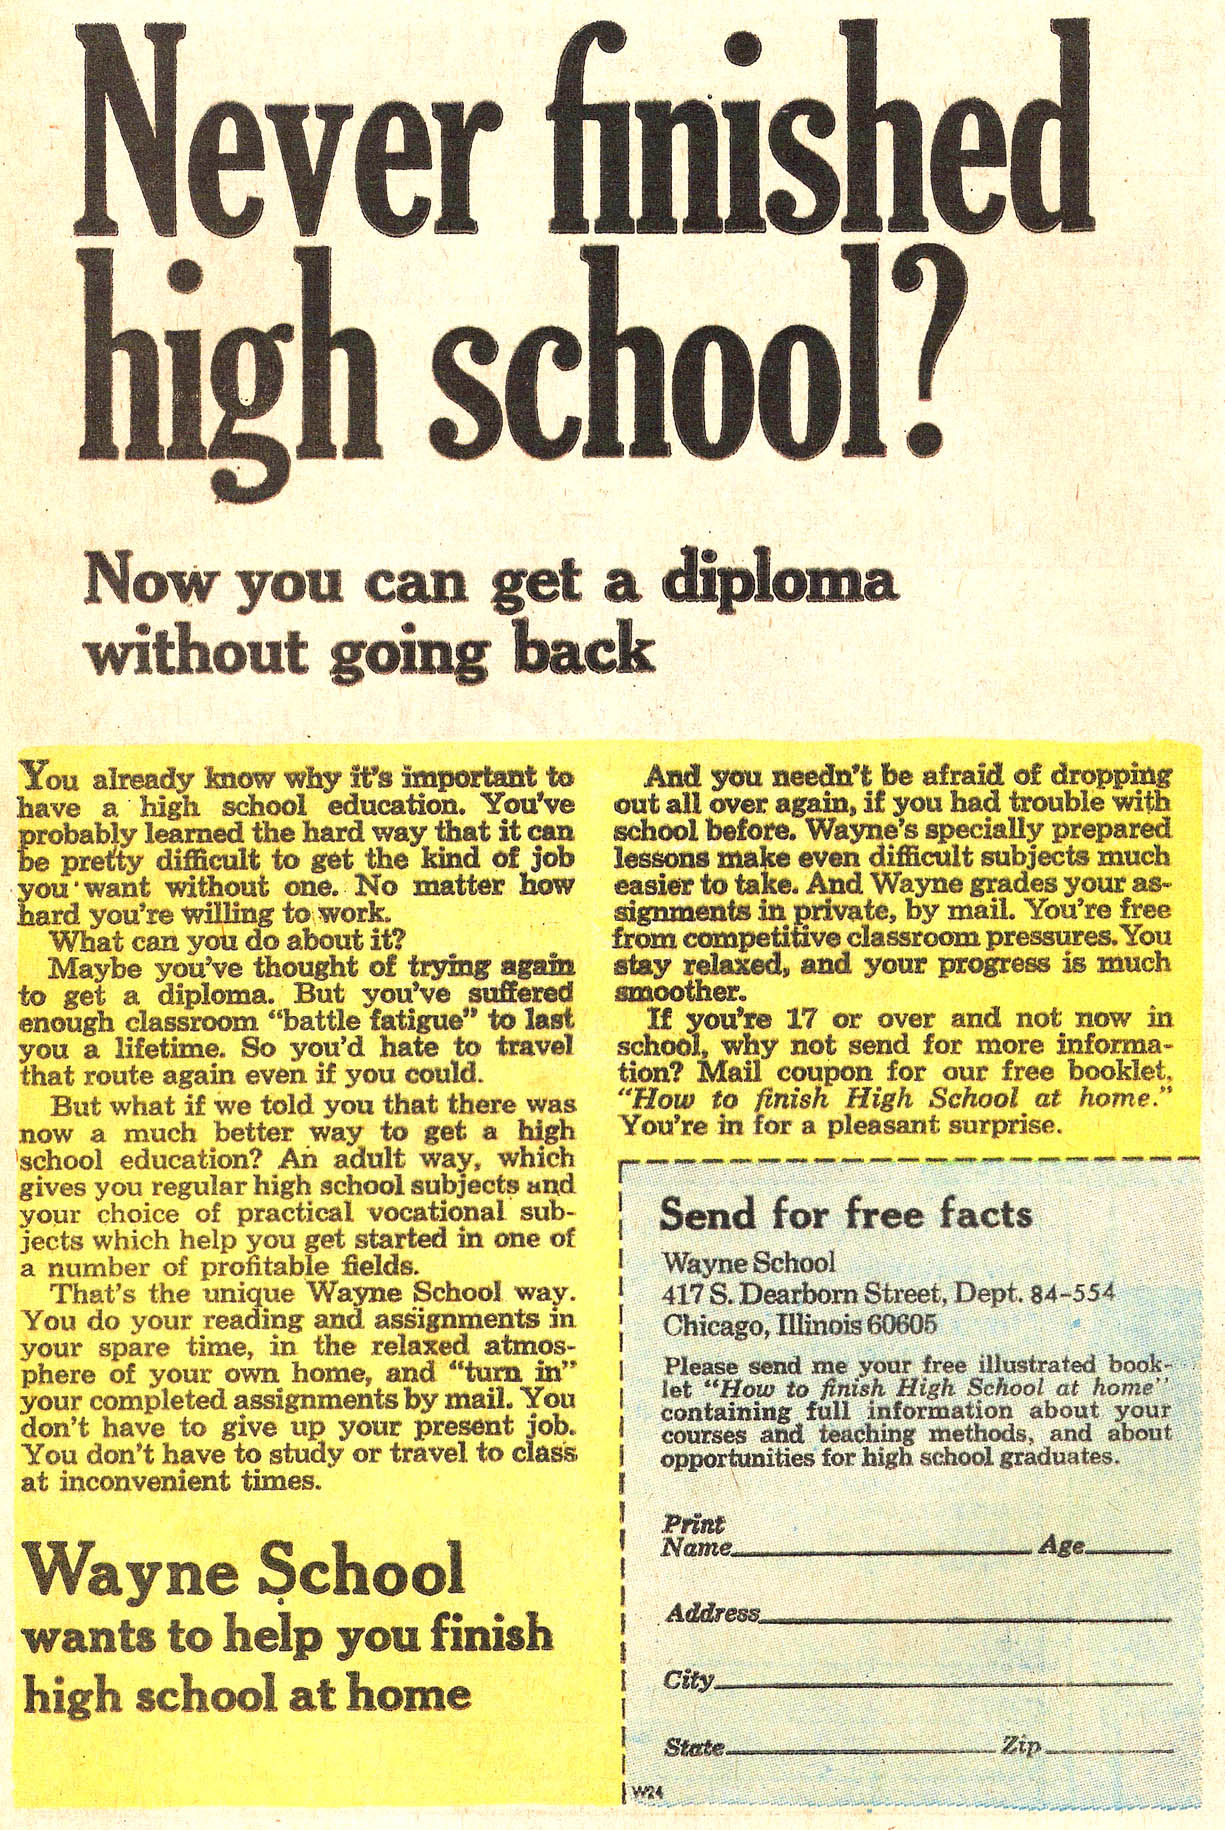 Never finished
high school?
Now you can get a diploma
without going back
You already know why it's important to
have a high school education. You've
probably learned the hard way that it can
be pretty difficult to get the kind of job
you want without one. No matter how
hard you're willing to work.
What can you do about it?
Maybe you've thought of trying again
to get a diploma. But you've suffered
enough classroom "battle fatigue" to last
you a lifetime. So you'd hate to travel
that route again even if you could.
But what if we told you that there was
now a much better way to get a high
school education? An adult way, which
gives you regular high school subjects and
your choice of practical vocational sub-
jects which help you get started in one of
a number of profitable fields.
That's the unique Wayne School way.
You do your reading and assignments in
your spare time, in the relaxed atmos-
phere of your own home, and "turn in"
your completed assignments by mail. You
don't have to give up your present job.
You don't have to study or travel to class
at inconvenient times.
Wayne School
wants to help you finish
high school at home
And you needn't be afraid of dropping
out all over again, if you had trouble with
school before. Wayne's specially prepared
lessons make even difficult subjects much
easier to take. And Wayne grades your as-
signments in private, by mail. You're free
from competitive classroom pressures. You
stay relaxed, and your progress is much
smoother.
If you're 17 or over and not now in
school, why not send for more informa-
tion? Mail coupon for our free booklet,
"How to finish High School at home."
You're in for a pleasant surprise.
Send for free facts
Wayne School
417 S. Dearborn Street, Dept. 84-554
Chicago, Illinois 60605
Please send me your free illustrated book-
let "How to finish High School at home"
containing full information about your
courses and teaching methods, and about
opportunities for high school graduates.
Print
Name Age
Address
City
State Zip
W24